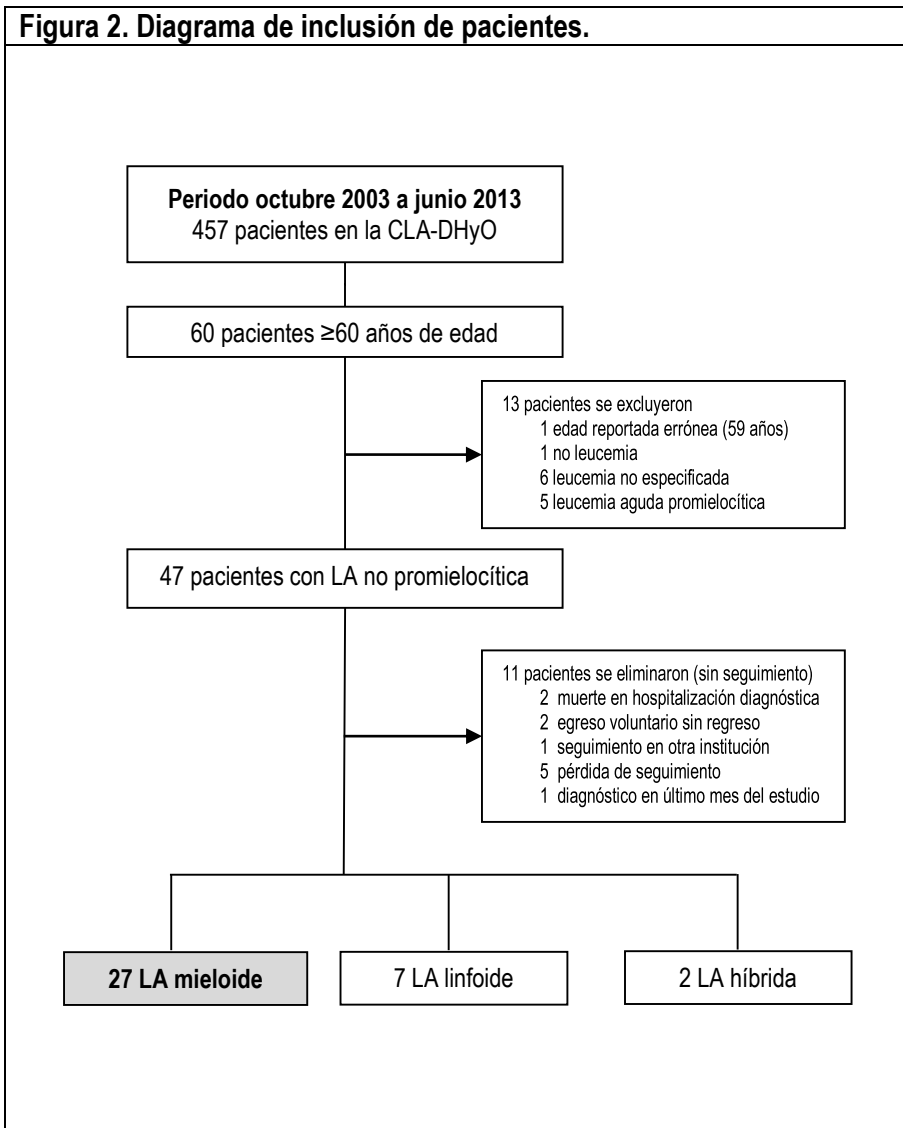 Figura 2. Diagrama de inclusión de pacientes.
Periodo octubre 2003 a junio 2013
457 pacientes en la CLA-DHyO
60 pacientes ≥60 años de edad
13 pacientes se excluyeron
1 edad reportada errónea (59 años)
1 no leucemia
6 leucemia no especificada
5 leucemia aguda promielocítica
47 pacientes con LA no promielocítica
11 pacientes se eliminaron (sin seguimiento)
2 muerte en hospitalización diagnóstica
2 egreso voluntario sin regreso
1 seguimiento en otra institución
5 pérdida de seguimiento
1 diagnóstico en último mes del estudio
27 LA mieloide
7 LA linfoide
2 LA híbrida